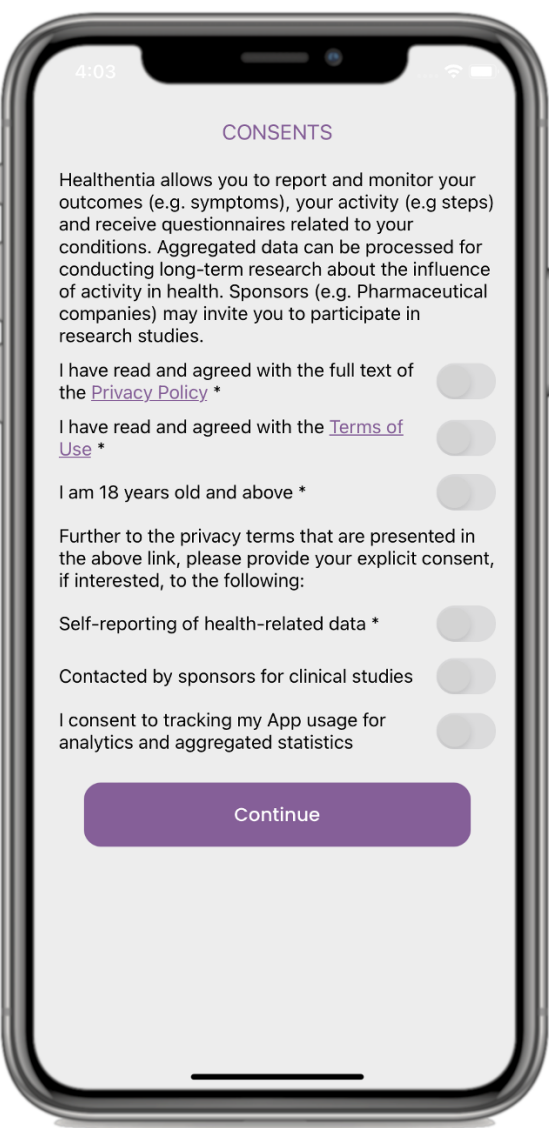 4:03
CONSENTS
Healthentia allows you to report and monitor your
outcomes (e.g. symptoms), your activity (e.g steps)
and receive questionnaires related to your
conditions. Aggregated data can be processed for
conducting long-term research about the influence
of activity in health. Sponsors (e.g. Pharmaceutical
companies) may invite you to participate in
research studies.
I have read and agreed with the full text of
the Privacy Policy *
I have read and agreed with the Terms of
Use *
I am 18 years old and above *
Further to the privacy terms that are presented in
the above link, please provide your explicit consent,
if interested, to the following:
Self-reporting of health-related data *
Contacted by sponsors for clinical studies
I consent to tracking my App usage for
analytics and aggregated statistics
Continue